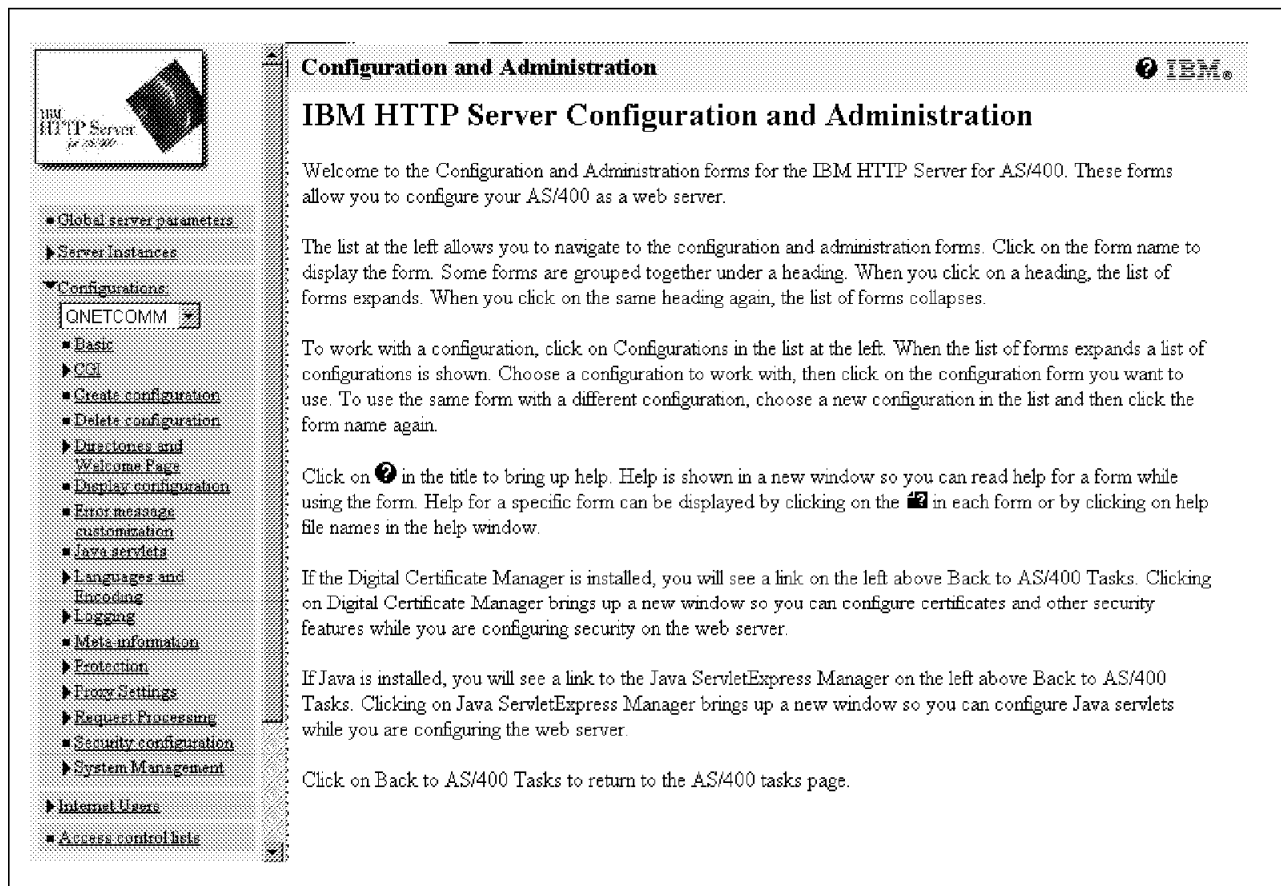 IBM
HTTP Server
for AS/400
Global server parameters
Server Instances
Configurations:
QNETCOMM
Basic
CGI
Create configuration
Delete configuration
Directories and
Welcome Page
Display configuration
Error message
customization
Java servlets
Languages and
Encoding
Logging
Meta-information
Protection
Proxy Settings
Request Processing
Security configuration
System Management
Internet Users
Access control lists
Configuration and Administration
? IBM®
IBM HTTP Server Configuration and Administration
Welcome to the Configuration and Administration forms for the IBM HTTP Server for AS/400. These forms
allow you to configure your AS/400 as a web server.
The list at the left allows you to navigate to the configuration and administration forms. Click on the form name to
display the form. Some forms are grouped together under a heading. When you click on a heading, the list of
forms expands. When you click on the same heading again, the list of forms collapses.
To work with a configuration, click on Configurations in the list at the left. When the list of forms expands a list of
configurations is shown. Choose a configuration to work with, then click on the configuration form you want to
use. To use the same form with a different configuration, choose a new configuration in the list and then click the
form name again.
Click on ? in the title to bring up help. Help is shown in a new window so you can read help for a form while
using the form. Help for a specific form can be displayed by clicking on the ? in each form or by clicking on help
file names in the help window.
If the Digital Certificate Manager is installed, you will see a link on the left above Back to AS/400 Tasks. Clicking
on Digital Certificate Manager brings up a new window so you can configure certificates and other security
features while you are configuring security on the web server.
If Java is installed, you will see a link to the Java ServletExpress Manager on the left above Back to AS/400
Tasks. Clicking on Java ServletExpress Manager brings up a new window so you can configure Java servlets
while you are configuring the web server.
Click on Back to AS/400 Tasks to return to the AS/400 tasks page.